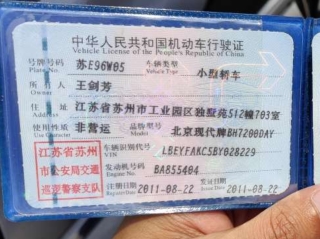 中华人民共和国机动车行驶证
Vehicle License of the People's Republic of China
号牌号码 苏E96W05 车辆类型 小型轿车
Plate No. Vehicle Type
所有人 王剑芳
Owner
住址 江苏省苏州市工业园区独墅苑512幢703室
Address
使用性质 非营运 品牌型号 北京现代牌BH7200DAY
Use Character Model
江苏省苏州 车辆识别代号 LBEYFAKC5BY028229
VIN
市公安局交通 发动机号码 BA855404
Engine No.
巡逻警察支队 注册日期 2011-08-22 发证日期 2011-08-22
Register Date Issue Date